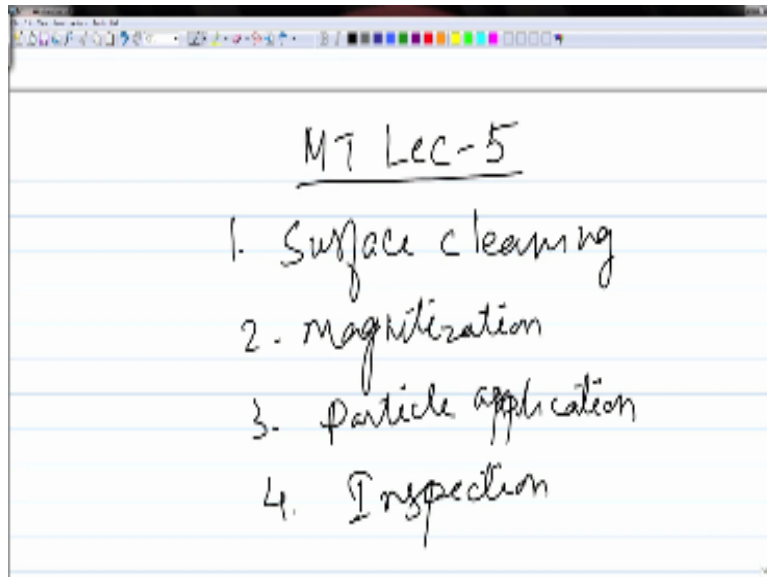 MT Lec-5
1. Surface cleaning
2. Magnitization
3. Particle application
4. Inspection